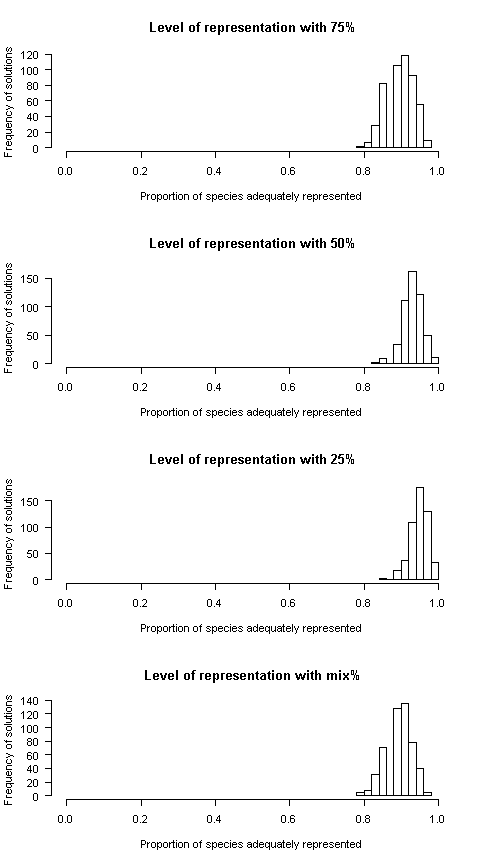 Level of representation with 75%
Frequency of solutions
120
100
80
60
40
20
0
0.0 0.2 0.4 0.6 0.8 1.0
Proportion of species adequately represented
Level of representation with 50%
Frequency of solutions
150
100
50
0
0.0 0.2 0.4 0.6 0.8 1.0
Proportion of species adequately represented
Level of representation with 25%
Frequency of solutions
150
100
50
0
0.0 0.2 0.4 0.6 0.8 1.0
Proportion of species adequately represented
Level of representation with mix%
Frequency of solutions
140
120
100
80
60
40
20
0
0.0 0.2 0.4 0.6 0.8 1.0
Proportion of species adequately represented